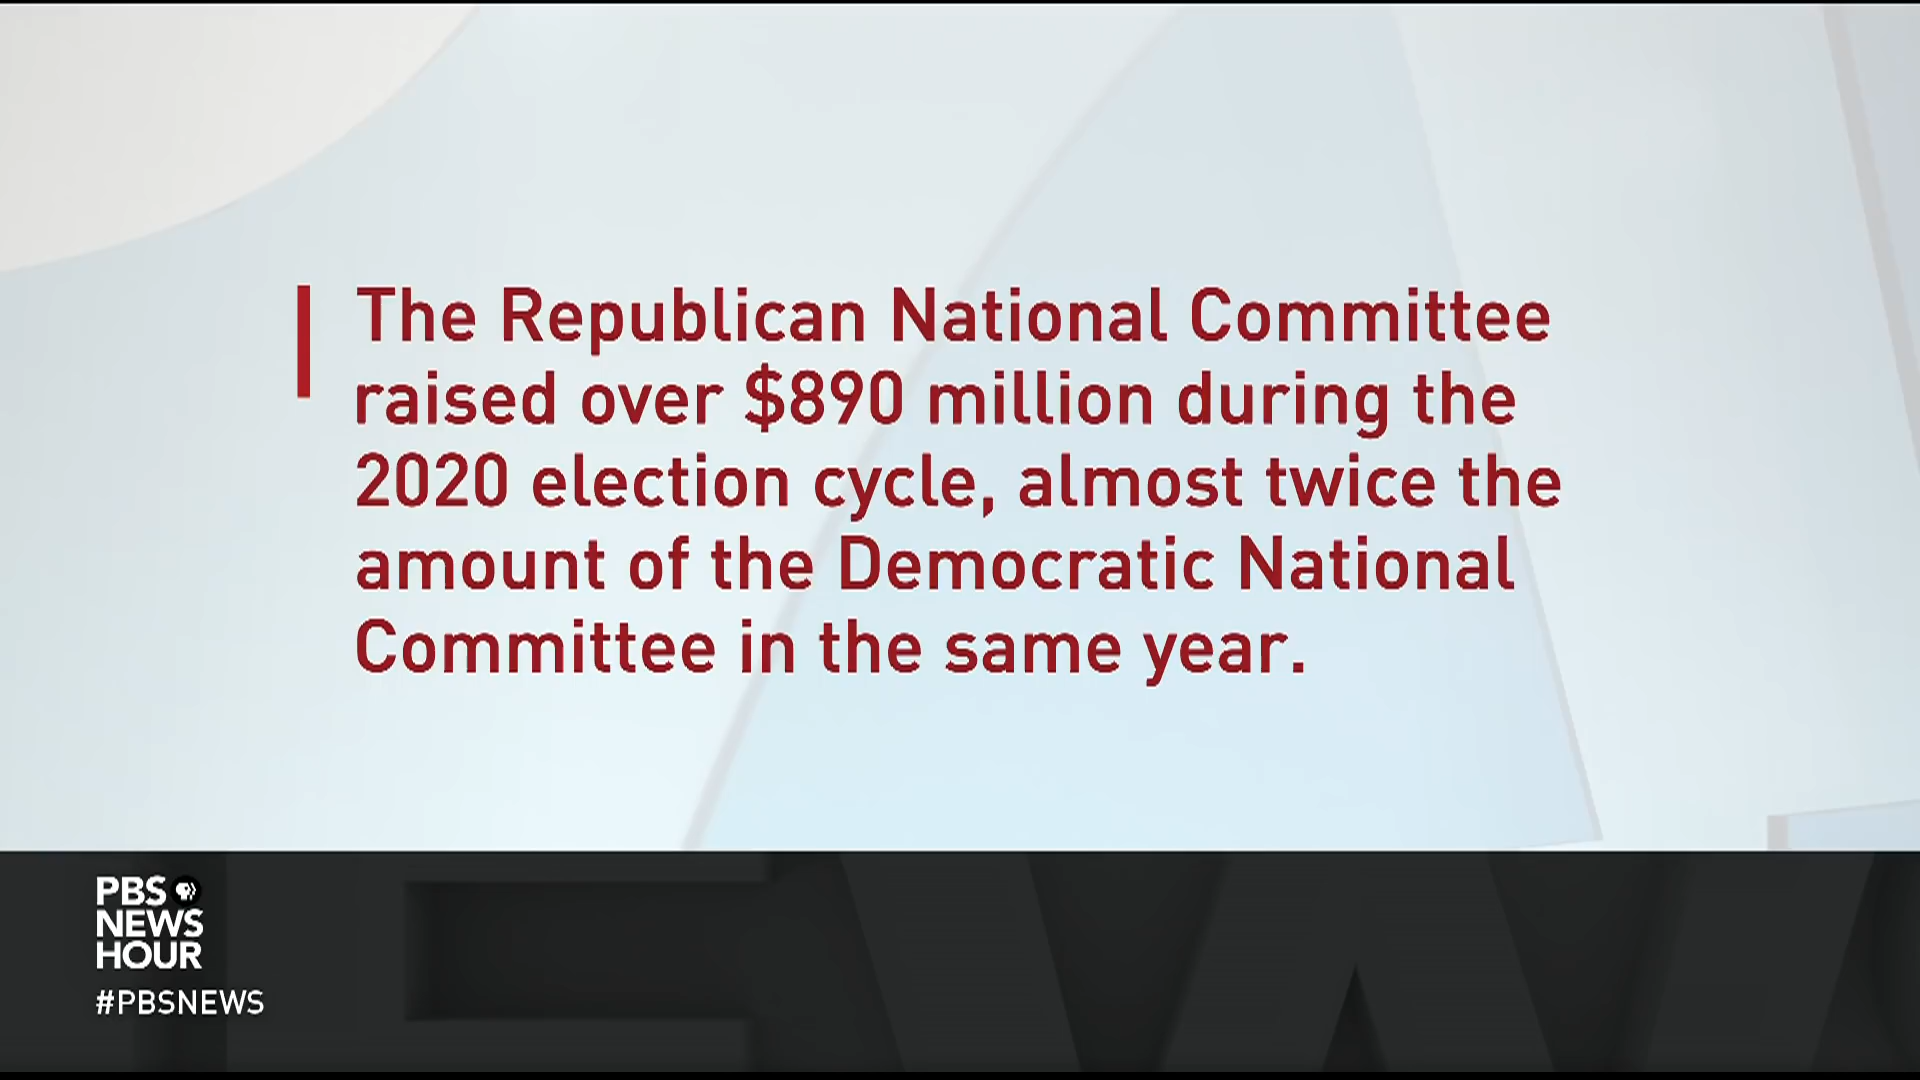 The Republican National Committee
raised over $890 million during the
2020 election cycle, almost twice the
amount of the Democratic National
Committee in the same year.
PBS
NEWS
HOUR
#PBSNEWS